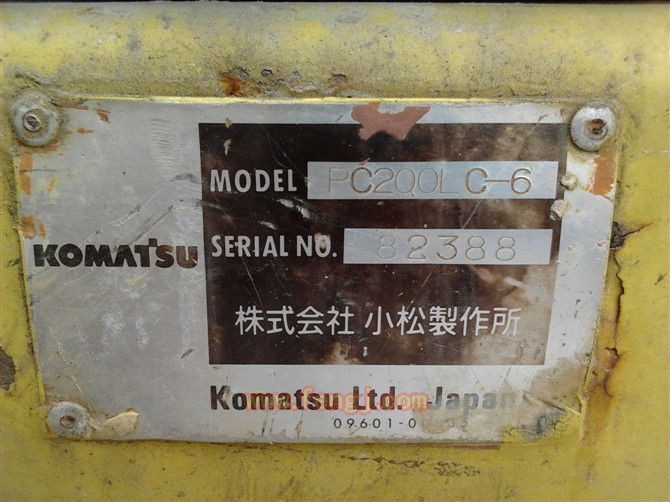 MODEL PC200LC-6
KOMATSU SERIAL NO. 82388
株式会社 小松製作所
Komatsu Ltd. Japan
09601-0